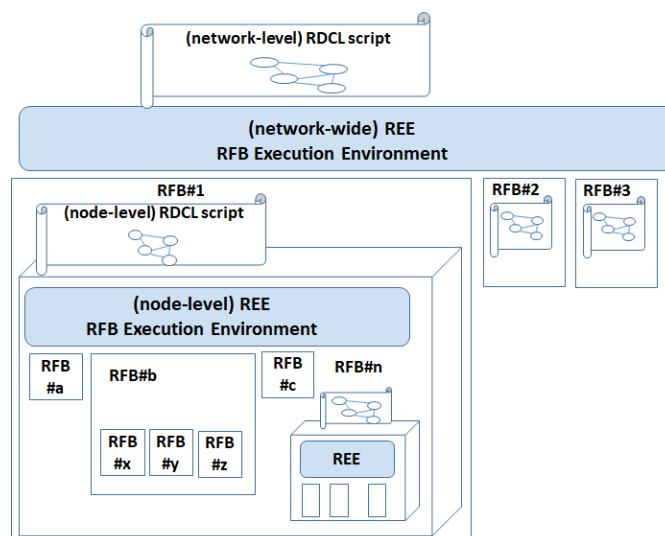 (network-level) RDCL script
(network-wide) REE
RFB Execution Environment
RFB#1
RFB#2
RFB#3
(node-level) RDCL script
(node-level) REE
RFB Execution Environment
RFB
#a
RFB#b
RFB
#c
RFB#n
RFB
#x
RFB
#y
RFB
#z
REE